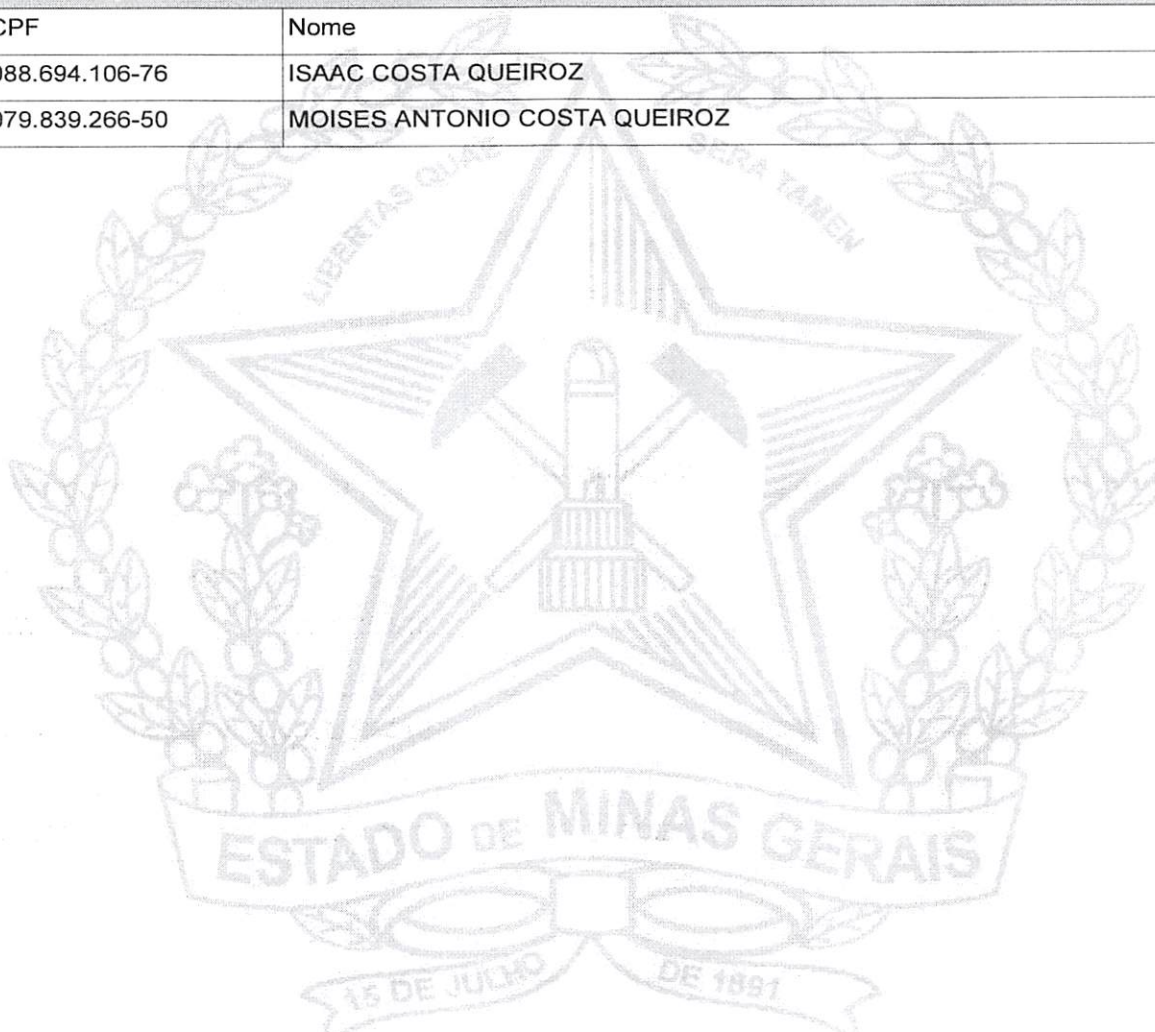 CPF Nome
088.694.106-76 ISAAC COSTA QUEIROZ
079.839.266-50 MOISES ANTONIO COSTA QUEIROZ
LIBERTAS QUAE SERA TAMEN
ESTADO DE MINAS GERAIS
15 DE JULHO DE 1891